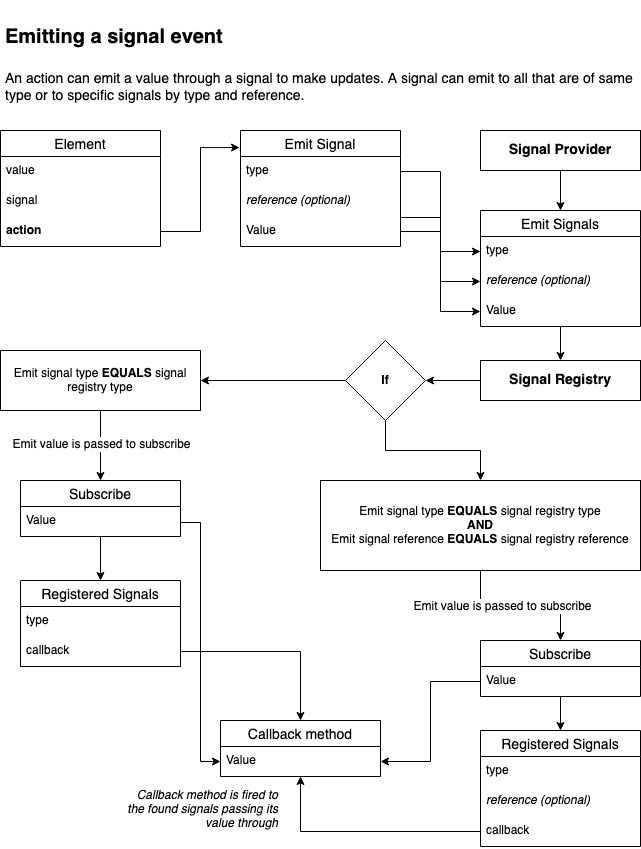 Emitting a signal event
An action can emit a value through a signal to make updates. A signal can emit to all that are of same
type or to specific signals by type and reference.
Element
value
signal
action
Emit Signal
type
reference (optional)
Value
Signal Provider
Emit Signals
type
reference (optional)
Value
Signal Registry
If
Emit signal type EQUALS signal
registry type
Emit value is passed to subscribe
Subscribe
Value
Registered Signals
type
callback
Emit signal type EQUALS signal registry type
AND
Emit signal reference EQUALS signal registry reference
Emit value is passed to subscribe
Subscribe
Value
Registered Signals
type
reference (optional)
callback
Callback method
Value
Callback method is fired to
the found signals passing its
value through